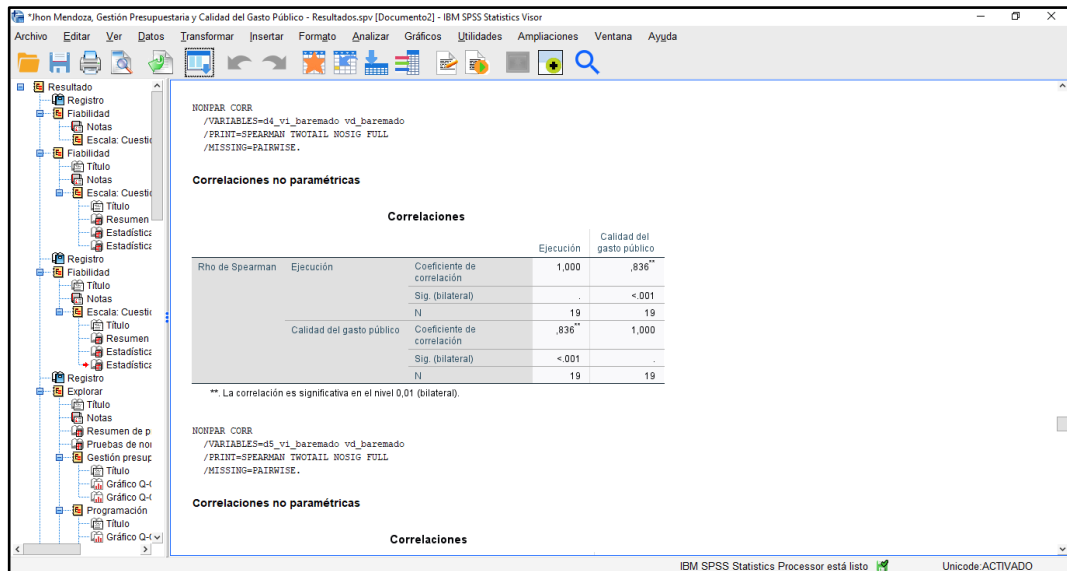 *Jhon Mendoza, Gestión Presupuestaria y Calidad del Gasto Público - Resultados.spv [Documento2] - IBM SPSS Statistics Visor
Archivo Editar Ver Datos Transformar Insertar Formato Analizar Gráficos Utilidades Ampliaciones Ventana Ayuda
Resultado
Registro
Fiabilidad
Notas
Escala: Cuestic
Fiabilidad
Título
Notas
Escala: Cuestic
Título
Resumen
Estadística
Estadística
Registro
Fiabilidad
Título
Notas
Escala: Cuestic
Título
Resumen
Estadística
Estadística
Registro
Explorar
Título
Notas
Resumen de p
Pruebas de nor
Gestión presup
Título
Gráfico Q-(
Gráfico Q-(
Programación
Título
Gráfico Q-(
NONPAR CORR
/VARIABLES=d4_vi_baremado vd_baremado
/PRINT=SPEARMAN TWOTAIL NOSIG FULL
/MISSING=PAIRWISE.
Correlaciones no paramétricas
Correlaciones
Ejecución Calidad del
gasto público
Rho de Spearman Ejecución Coeficiente de
correlación 1,000 ,836**
Sig. (bilateral) . <.001
N 19 19
Calidad del gasto público Coeficiente de
correlación ,836** 1,000
Sig. (bilateral) <.001 .
N 19 19
**. La correlación es significativa en el nivel 0,01 (bilateral).
NONPAR CORR
/VARIABLES=d5_vi_baremado vd_baremado
/PRINT=SPEARMAN TWOTAIL NOSIG FULL
/MISSING=PAIRWISE.
Correlaciones no paramétricas
Correlaciones
IBM SPSS Statistics Processor está listo Unicode:ACTIVADO